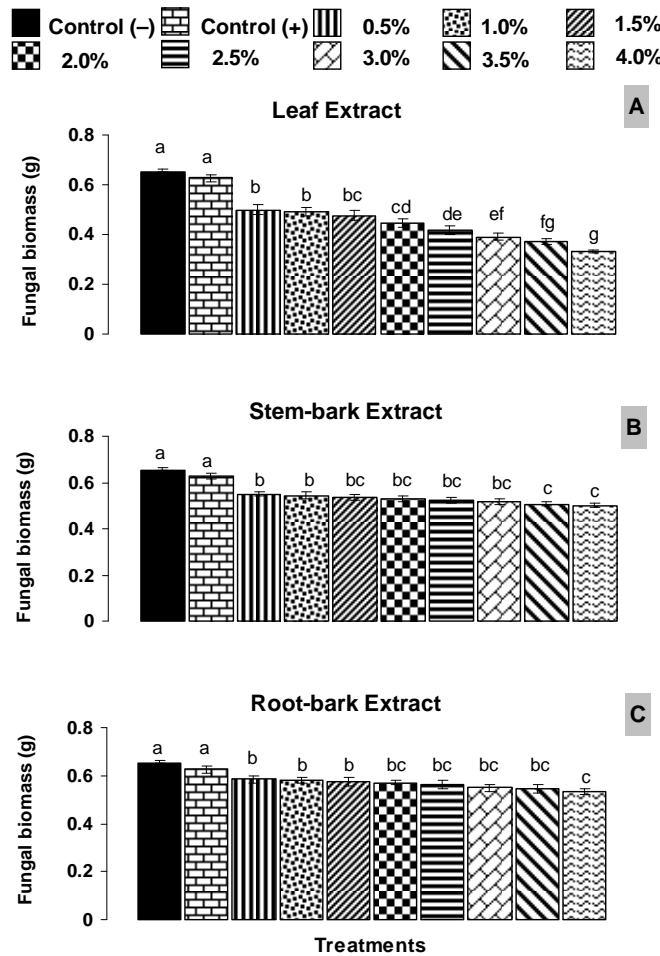 Control (–) Control (+) 0.5% 1.0% 1.5%
2.0% 2.5% 3.0% 3.5% 4.0%
Leaf Extract
A
Fungal biomass (g)
0.8
0.6
0.4
0.2
0
a a b b bc cd de ef fg g
Stem-bark Extract
B
Fungal biomass (g)
0.8
0.6
0.4
0.2
0
a a b b bc bc bc bc c c
Root-bark Extract
C
Fungal biomass (g)
0.8
0.6
0.4
0.2
0
a a b b b bc bc bc bc c
Treatments